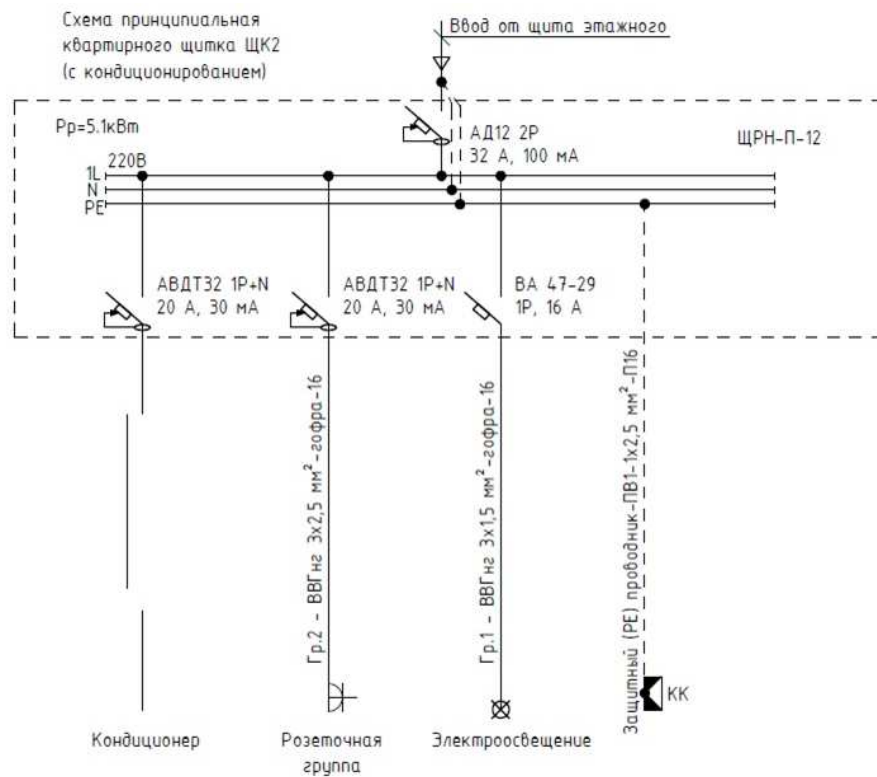 Схема принципиальная
квартирного щитка ЩК2
(с кондиционированием)
Ввод от щита этажного
Рр=5.1кВт
АД12 2Р
32 А, 100 мА
ЩРН-П-12
220В
1L
N
PE
АВДТ32 1Р+N
20 А, 30 мА
АВДТ32 1Р+N
20 А, 30 мА
ВА 47-29
1Р, 16 А
Гр.2 - ВВГнг 3х2,5 мм²-гофра-16
Гр.1 - ВВГнг 3х1,5 мм²-гофра-16
Защитный (РЕ) проводник-ПВ1-1х2,5 мм²-П16
КК
Кондиционер
Розеточная
группа
Электроосвещение